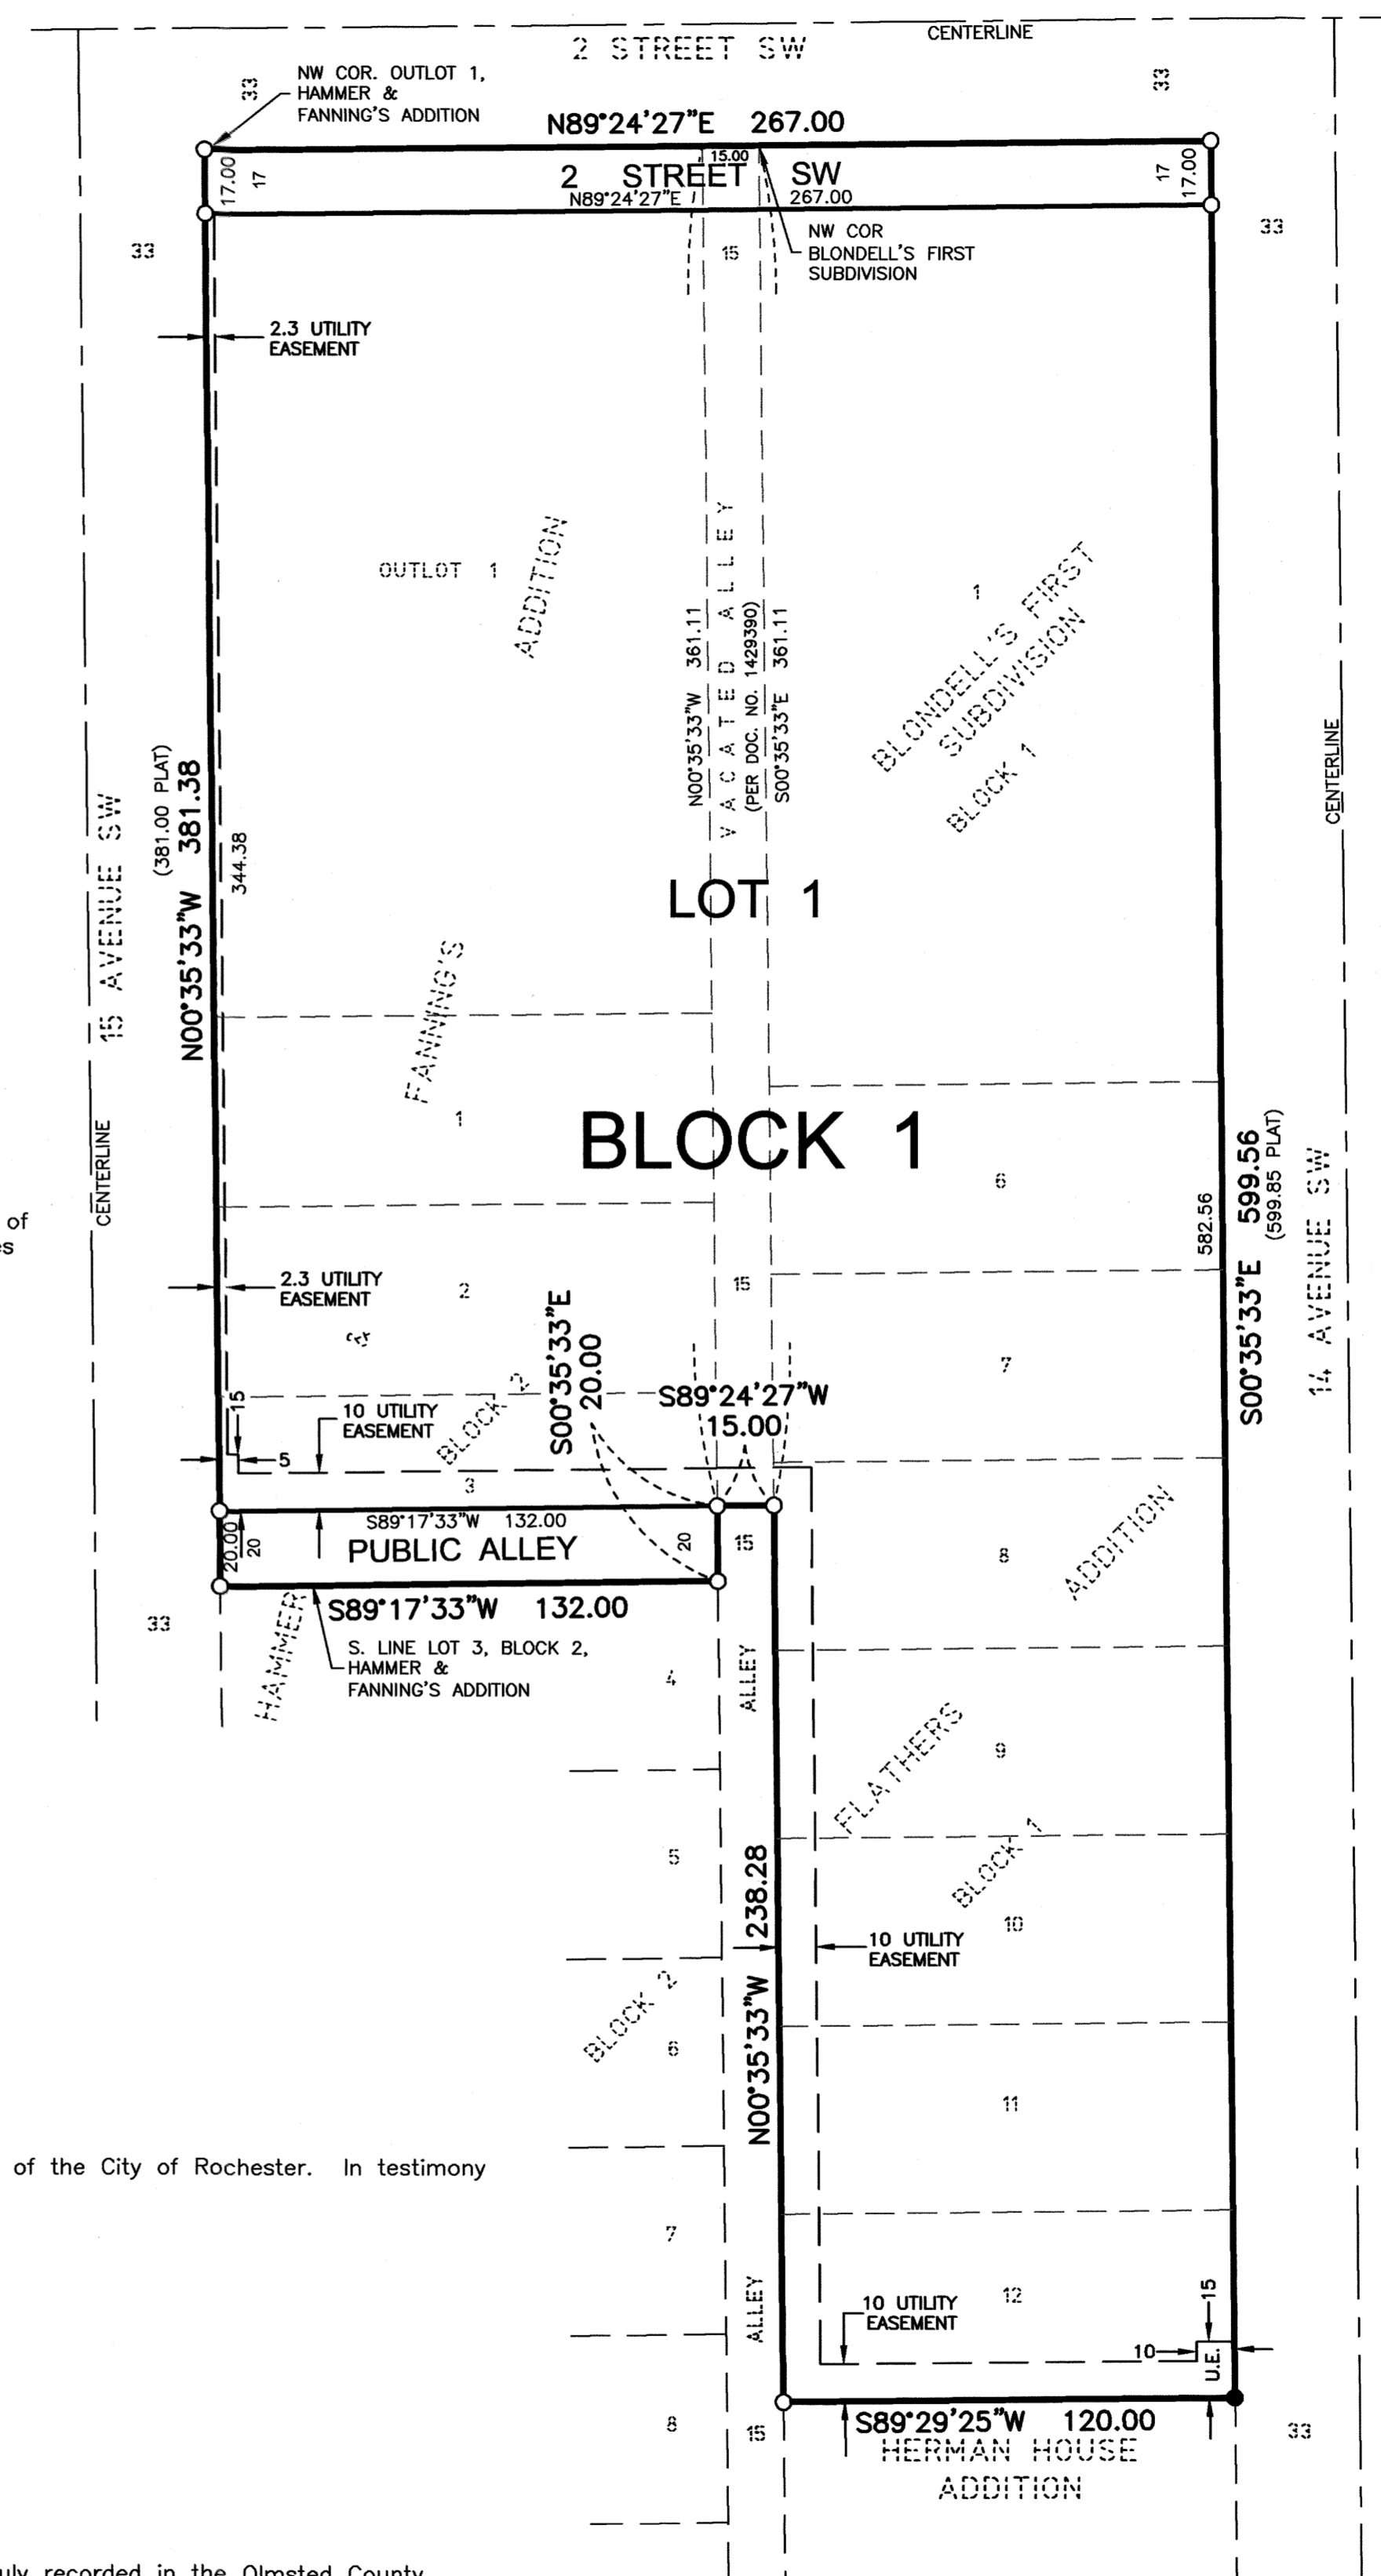 CENTERLINE
2 STREET SW
NW COR. OUTLOT 1,
HAMMER &
FANNING'S ADDITION
33
33
N89°24'27"E 267.00
17.00
17
15.00
2 STREET SW
N89°24'27"E 267.00
17
17.00
33
15
NW COR
BLONDELL'S FIRST
SUBDIVISION
33
2.3 UTILITY
EASEMENT
OUTLOT 1
ADDITION
VACATED ALLEY
(PER DOC. NO. 1429390)
N00°35'33"W 361.11
S00°35'33"E 361.11
1
BLONDELL'S FIRST
SUBDIVISION
BLOCK 1
CENTERLINE
15 AVENUE SW
(381.00 PLAT)
N00°35'33"W 381.38
344.38
LOT 1
FANNING'S
1
BLOCK 1
CENTERLINE
6
582.56
S00°35'33"E 599.56
(599.85 PLAT)
14 AVENUE SW
of
es
2.3 UTILITY
EASEMENT
2
&
S00°35'33"E
20.00
15
7
S89°24'27"W
15.00
15
5
10 UTILITY
EASEMENT
BLOCK 2
3
S89°17'33"W 132.00
PUBLIC ALLEY
20.00
20
20
15
8
ADDITION
S89°17'33"W 132.00
33
HAMMER
S. LINE LOT 3, BLOCK 2,
HAMMER &
FANNING'S ADDITION
4
ALLEY
FLATHERS
9
BLOCK 1
5
N00°35'33"W 238.28
10
10 UTILITY
EASEMENT
BLOCK 2
6
11
of the City of Rochester. In testimony
7
ALLEY
12
10 UTILITY
EASEMENT
15
10
U.E.
8
15
S89°29'25"W 120.00
33
HERMAN HOUSE
ADDITION
uly recorded in the Olmsted County